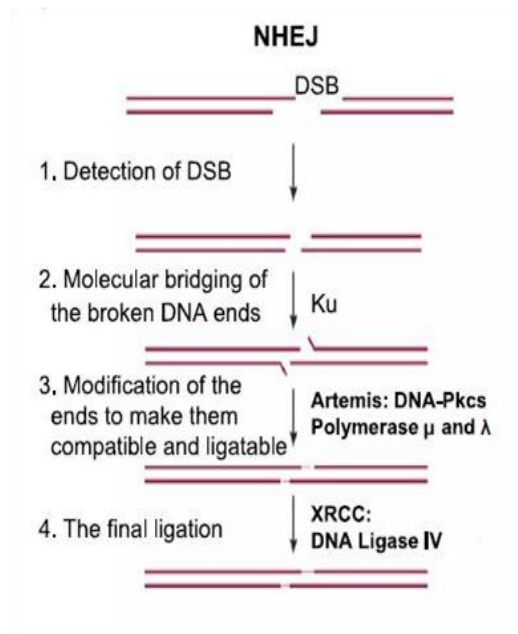 NHEJ
DSB
1. Detection of DSB
2. Molecular bridging of
the broken DNA ends
Ku
3. Modification of the
ends to make them
compatible and ligatable
Artemis: DNA-Pkcs
Polymerase μ and λ
4. The final ligation
XRCC:
DNA Ligase IV